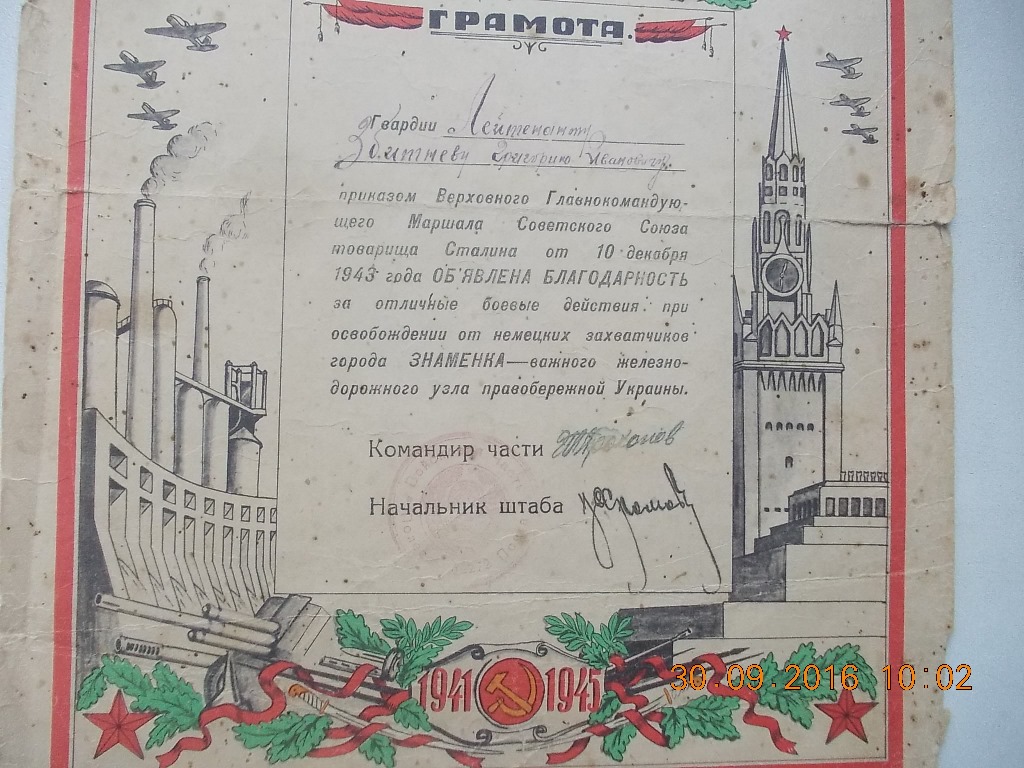 ГРАМОТА.
Гвардии Лейтенанту
Григорию Ивановичу
приказом Верховного Главнокомандую-
щего Маршала Советского Союза
товарища Сталина от 10 декабря
1943 года ОБ'ЯВЛЕНА БЛАГОДАРНОСТЬ
за отличные боевые действия при
освобождении от немецких захватчиков
города ЗНАМЕНКА—важного железно-
дорожного узла правобережной Украины.
Командир части
Начальник штаба
1941 1945
30.09.2016 10:02